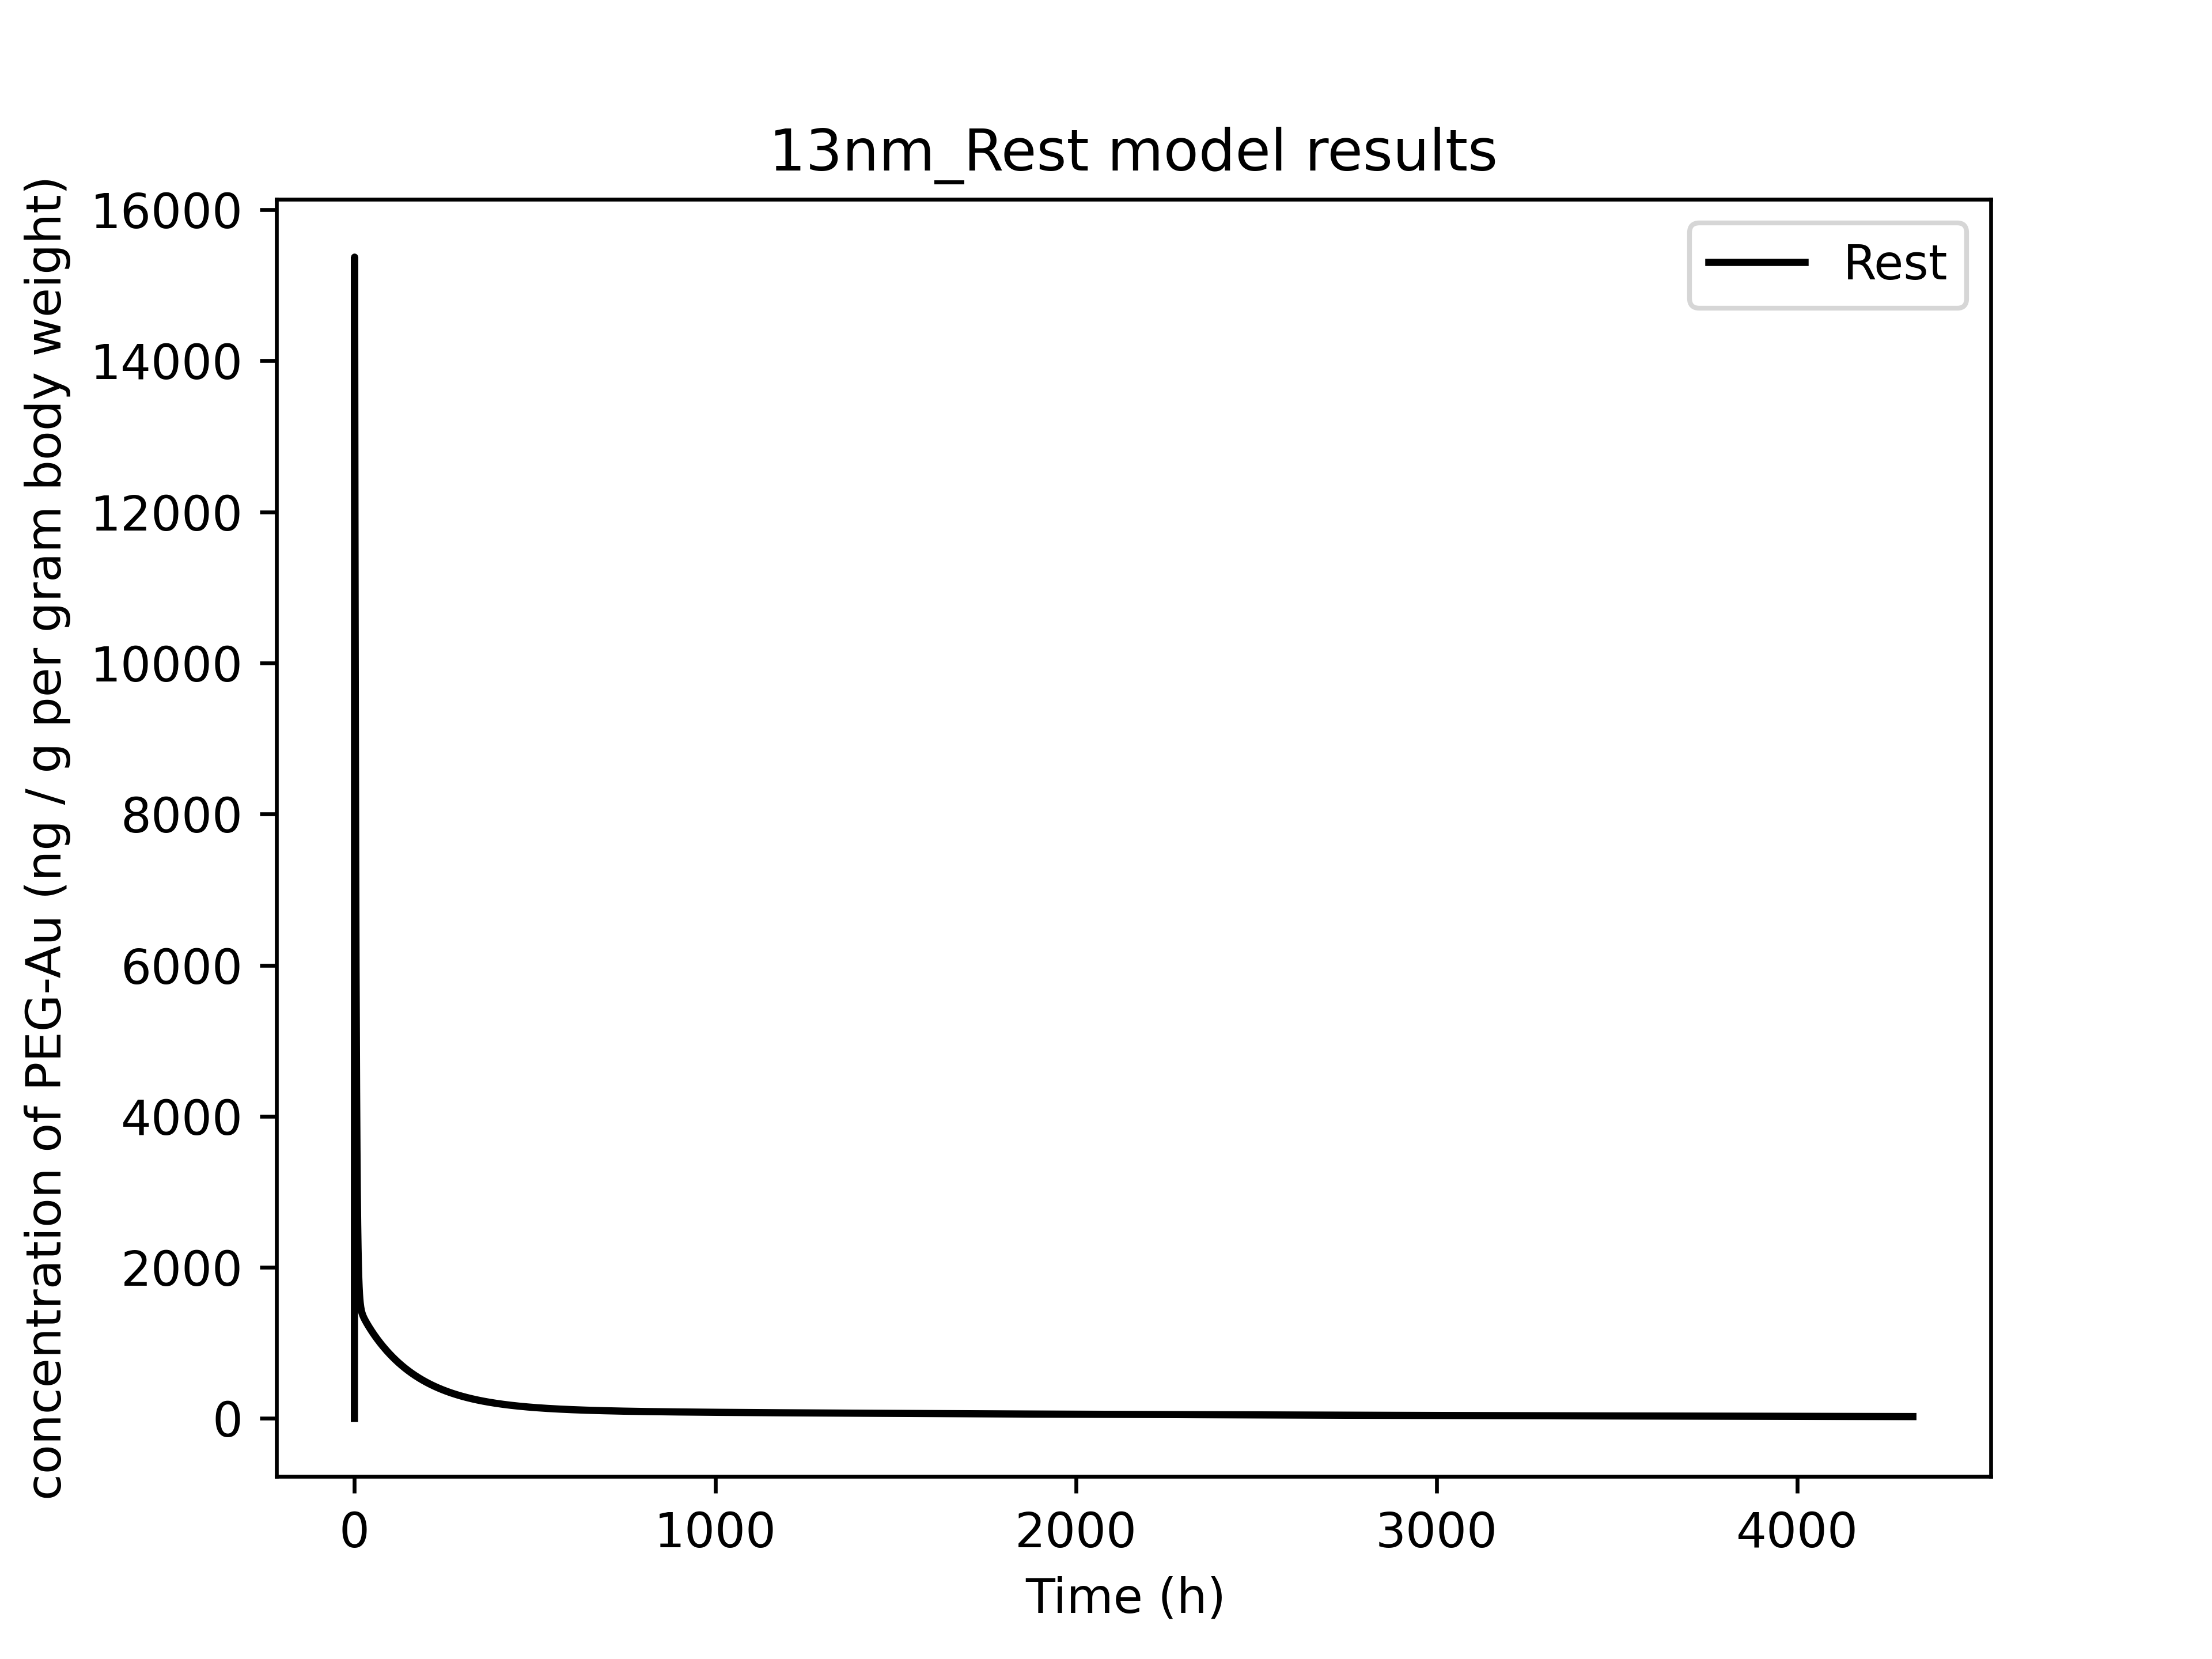 13nm_Rest model results
concentration of PEG-Au (ng / g per gram body weight)
16000
14000
12000
10000
8000
6000
4000
2000
0
Rest
0 1000 2000 3000 4000
Time (h)